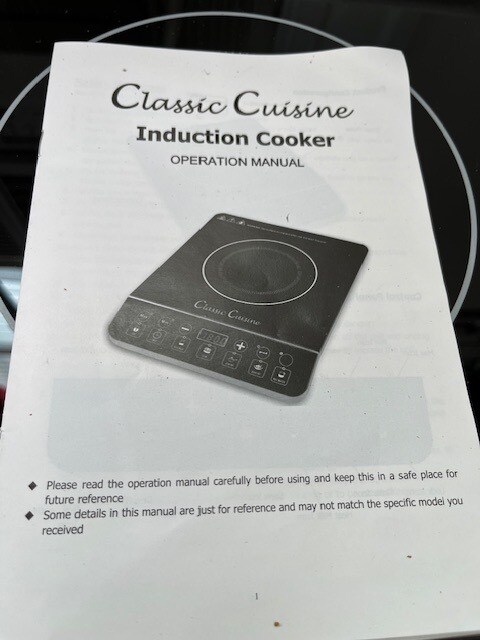 Classic Cuisine
Induction Cooker
OPERATION MANUAL
Classic Cuisine
◆ Please read the operation manual carefully before using and keep this in a safe place for
future reference
◆ Some details in this manual are just for reference and may not match the specific model you
received
1